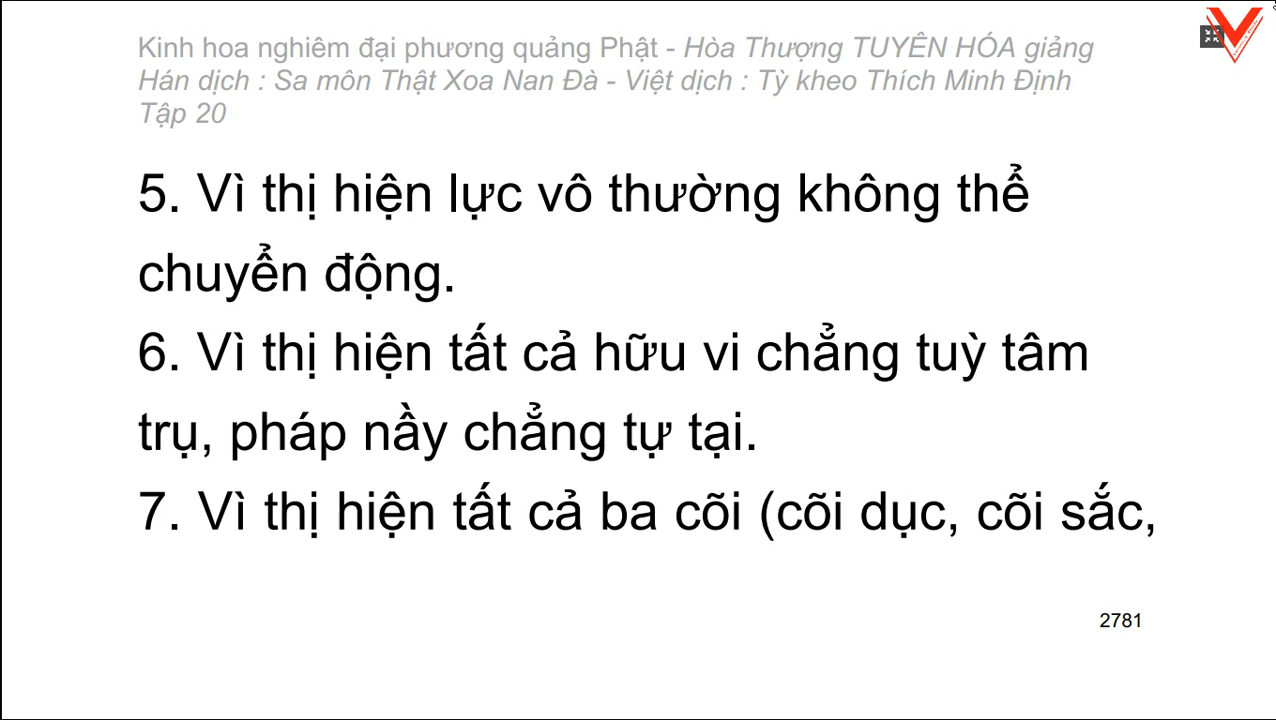 Kinh hoa nghiêm đại phương quảng Phật - Hòa Thượng TUYÊN HÓA giảng
Hán dịch : Sa môn Thật Xoa Nan Đà - Việt dịch : Tỳ kheo Thích Minh Định
Tập 20
5. Vì thị hiện lực vô thường không thể
chuyển động.
6. Vì thị hiện tất cả hữu vi chẳng tuỳ tâm
trụ, pháp nầy chẳng tự tại.
7. Vì thị hiện tất cả ba cõi (cõi dục, cõi sắc,
2781